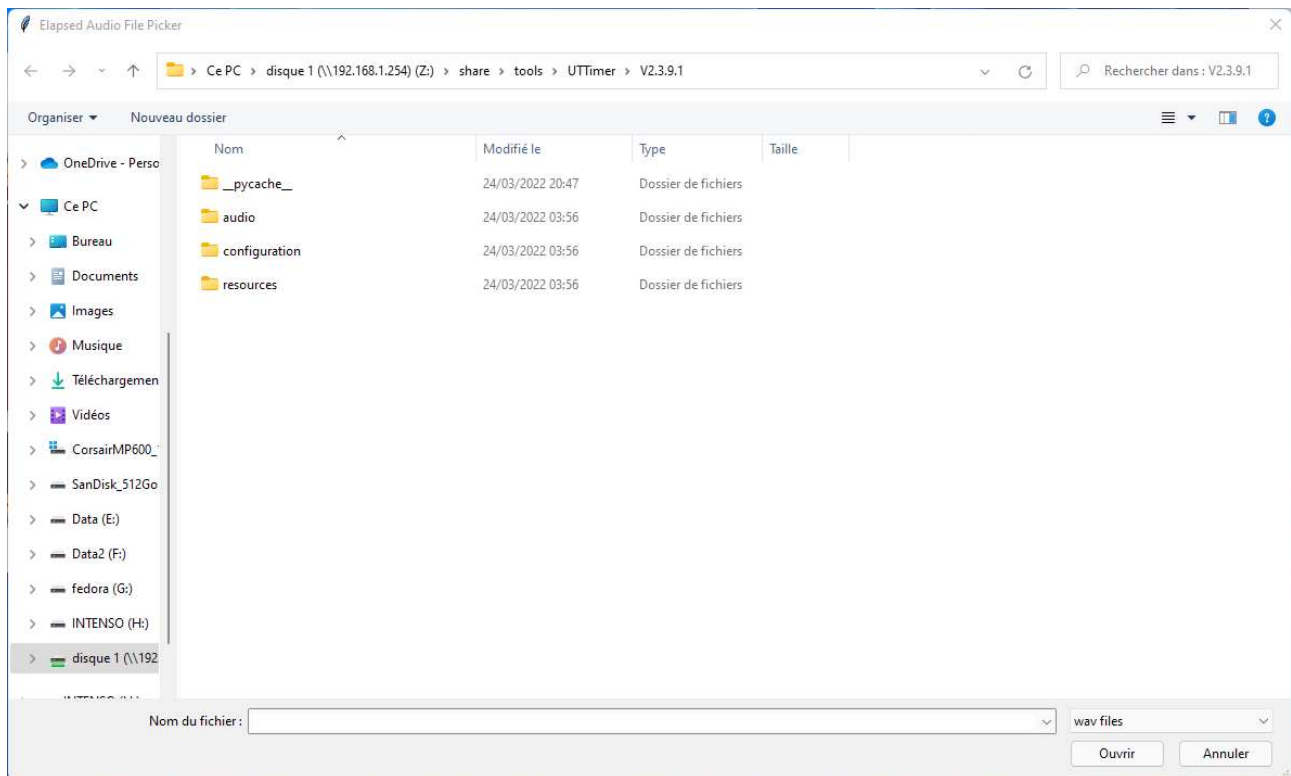 Elapsed Audio File Picker
Ce PC > disque 1 (\\192.168.1.254) (Z:) > share > tools > UTTimer > V2.3.9.1
Rechercher dans : V2.3.9.1
Organiser
Nouveau dossier
Nom Modifié le Type Taille
__pycache__ 24/03/2022 20:47 Dossier de fichiers
audio 24/03/2022 03:56 Dossier de fichiers
configuration 24/03/2022 03:56 Dossier de fichiers
resources 24/03/2022 03:56 Dossier de fichiers
OneDrive - Perso
Ce PC
Bureau
Documents
Images
Musique
Téléchargemen
Vidéos
CorsairMP600_
SanDisk_512Go
Data (E:)
Data2 (F:)
fedora (G:)
INTENSO (H:)
disque 1 (\\192
Nom du fichier :
wav files
Ouvrir
Annuler